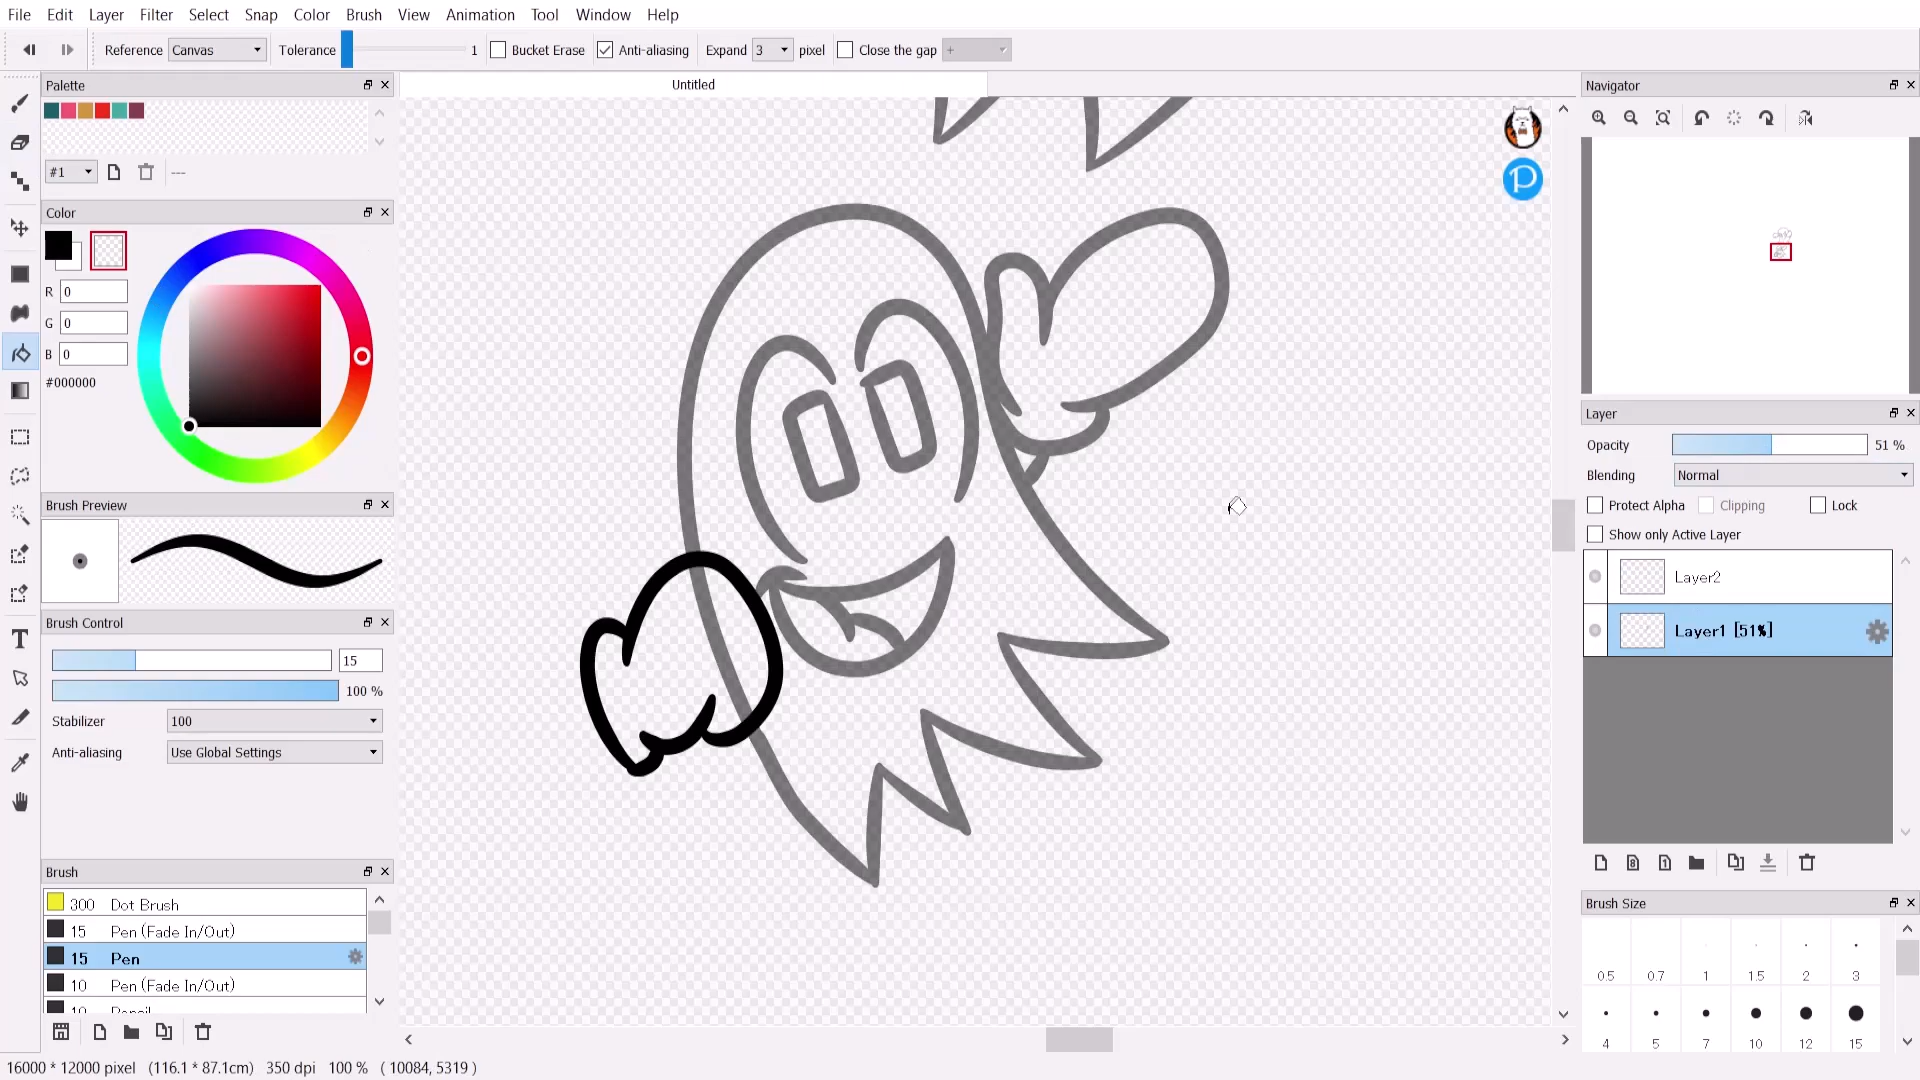 File Edit Layer Filter Select Snap Color Brush View Animation Tool Window Help
Reference Canvas Tolerance 1 Bucket Erase Anti-aliasing Expand 3 pixel Close the gap +
Palette
#1 ---
Color
R 0
G 0
B 0
#000000
Brush Preview
Brush Control
15
100 %
Stabilizer 100
Anti-aliasing Use Global Settings
Brush
300 Dot Brush
15 Pen (Fade In/Out)
15 Pen
10 Pen (Fade In/Out)
Untitled
Navigator
Layer
Opacity 51 %
Blending Normal
Protect Alpha Clipping Lock
Show only Active Layer
Layer2
Layer1 [51%]
Brush Size
0.5 0.7 1 1.5 2 3
4 5 7 10 12 15
16000 * 12000 pixel (116.1 * 87.1cm) 350 dpi 100 % ( 10084, 5319 )